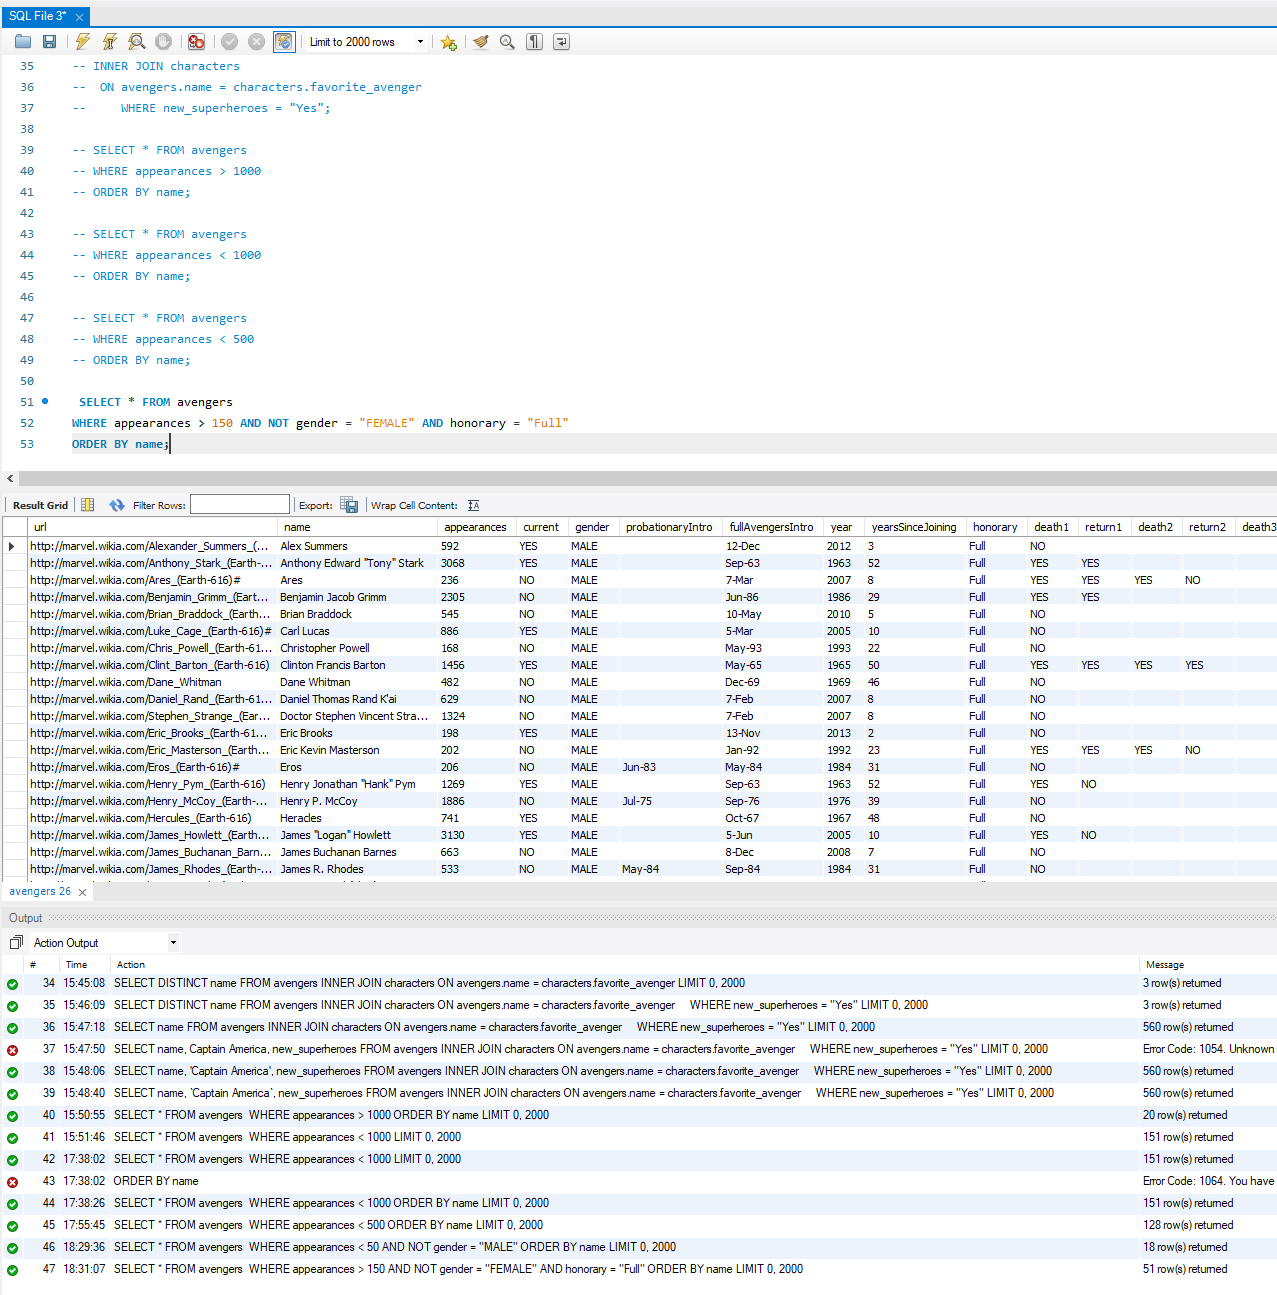 SQL File 3*
Limit to 2000 rows
35 -- INNER JOIN characters
36 --  ON avengers.name = characters.favorite_avenger
37 --     WHERE new_superheroes = "Yes";
38
39 -- SELECT * FROM avengers
40 -- WHERE appearances > 1000
41 -- ORDER BY name;
42
43 -- SELECT * FROM avengers
44 -- WHERE appearances < 1000
45 -- ORDER BY name;
46
47 -- SELECT * FROM avengers
48 -- WHERE appearances < 500
49 -- ORDER BY name;
50
51 SELECT * FROM avengers
52 WHERE appearances > 150 AND NOT gender = "FEMALE" AND honorary = "Full"
53 ORDER BY name;
Result Grid Filter Rows: Export: Wrap Cell Content:
url name appearances current gender probationaryIntro fullAvengersIntro year yearsSinceJoining honorary death1 return1 death2 return2 death3
http://marvel.wikia.com/Alexander_Summers_(... Alex Summers 592 YES MALE 12-Dec 2012 3 Full NO
http://marvel.wikia.com/Anthony_Stark_(Earth-... Anthony Edward "Tony" Stark 3068 YES MALE Sep-63 1963 52 Full YES YES
http://marvel.wikia.com/Ares_(Earth-616)# Ares 236 NO MALE 7-Mar 2007 8 Full YES YES YES NO
http://marvel.wikia.com/Benjamin_Grimm_(Eart... Benjamin Jacob Grimm 2305 NO MALE Jun-86 1986 29 Full YES YES
http://marvel.wikia.com/Brian_Braddock_(Earth... Brian Braddock 545 NO MALE 10-May 2010 5 Full NO
http://marvel.wikia.com/Luke_Cage_(Earth-616)# Carl Lucas 886 YES MALE 5-Mar 2005 10 Full NO
http://marvel.wikia.com/Chris_Powell_(Earth-61... Christopher Powell 168 NO MALE May-93 1993 22 Full NO
http://marvel.wikia.com/Clint_Barton_(Earth-616) Clinton Francis Barton 1456 YES MALE May-65 1965 50 Full YES YES YES YES
http://marvel.wikia.com/Dane_Whitman Dane Whitman 482 NO MALE Dec-69 1969 46 Full NO
http://marvel.wikia.com/Daniel_Rand_(Earth-61... Daniel Thomas Rand K'ai 629 NO MALE 7-Feb 2007 8 Full NO
http://marvel.wikia.com/Stephen_Strange_(Ear... Doctor Stephen Vincent Stra... 1324 NO MALE 7-Feb 2007 8 Full NO
http://marvel.wikia.com/Eric_Brooks_(Earth-61... Eric Brooks 198 YES MALE 13-Nov 2013 2 Full NO
http://marvel.wikia.com/Eric_Masterson_(Earth... Eric Kevin Masterson 202 NO MALE Jan-92 1992 23 Full YES YES YES NO
http://marvel.wikia.com/Eros_(Earth-616)# Eros 206 NO MALE Jun-83 May-84 1984 31 Full NO
http://marvel.wikia.com/Henry_Pym_(Earth-616) Henry Jonathan "Hank" Pym 1269 YES MALE Sep-63 1963 52 Full YES NO
http://marvel.wikia.com/Henry_McCoy_(Earth-... Henry P. McCoy 1886 NO MALE Jul-75 Sep-76 1976 39 Full NO
http://marvel.wikia.com/Hercules_(Earth-616) Heracles 741 YES MALE Oct-67 1967 48 Full NO
http://marvel.wikia.com/James_Howlett_(Earth... James "Logan" Howlett 3130 YES MALE 5-Jun 2005 10 Full YES NO
http://marvel.wikia.com/James_Buchanan_Barn... James Buchanan Barnes 663 NO MALE 8-Dec 2008 7 Full NO
http://marvel.wikia.com/James_Rhodes_(Earth-... James R. Rhodes 533 NO MALE May-84 Sep-84 1984 31 Full NO
avengers 26
Output
Action Output
# Time Action Message
34 15:45:08 SELECT DISTINCT name FROM avengers INNER JOIN characters ON avengers.name = characters.favorite_avenger LIMIT 0, 2000 3 row(s) returned
35 15:46:09 SELECT DISTINCT name FROM avengers INNER JOIN characters ON avengers.name = characters.favorite_avenger WHERE new_superheroes = "Yes" LIMIT 0, 2000 3 row(s) returned
36 15:47:18 SELECT name FROM avengers INNER JOIN characters ON avengers.name = characters.favorite_avenger WHERE new_superheroes = "Yes" LIMIT 0, 2000 560 row(s) returned
37 15:47:50 SELECT name, Captain America, new_superheroes FROM avengers INNER JOIN characters ON avengers.name = characters.favorite_avenger WHERE new_superheroes = "Yes" LIMIT 0, 2000 Error Code: 1054. Unknown
38 15:48:06 SELECT name, 'Captain America', new_superheroes FROM avengers INNER JOIN characters ON avengers.name = characters.favorite_avenger WHERE new_superheroes = "Yes" LIMIT 0, 2000 560 row(s) returned
39 15:48:40 SELECT name, `Captain America`, new_superheroes FROM avengers INNER JOIN characters ON avengers.name = characters.favorite_avenger WHERE new_superheroes = "Yes" LIMIT 0, 2000 560 row(s) returned
40 15:50:55 SELECT * FROM avengers WHERE appearances > 1000 ORDER BY name LIMIT 0, 2000 20 row(s) returned
41 15:51:46 SELECT * FROM avengers WHERE appearances < 1000 LIMIT 0, 2000 151 row(s) returned
42 17:38:02 SELECT * FROM avengers WHERE appearances < 1000 LIMIT 0, 2000 151 row(s) returned
43 17:38:02 ORDER BY name Error Code: 1064. You have
44 17:38:26 SELECT * FROM avengers WHERE appearances < 1000 ORDER BY name LIMIT 0, 2000 151 row(s) returned
45 17:55:45 SELECT * FROM avengers WHERE appearances < 500 ORDER BY name LIMIT 0, 2000 128 row(s) returned
46 18:29:36 SELECT * FROM avengers WHERE appearances < 50 AND NOT gender = "MALE" ORDER BY name LIMIT 0, 2000 18 row(s) returned
47 18:31:07 SELECT * FROM avengers WHERE appearances > 150 AND NOT gender = "FEMALE" AND honorary = "Full" ORDER BY name LIMIT 0, 2000 51 row(s) returned